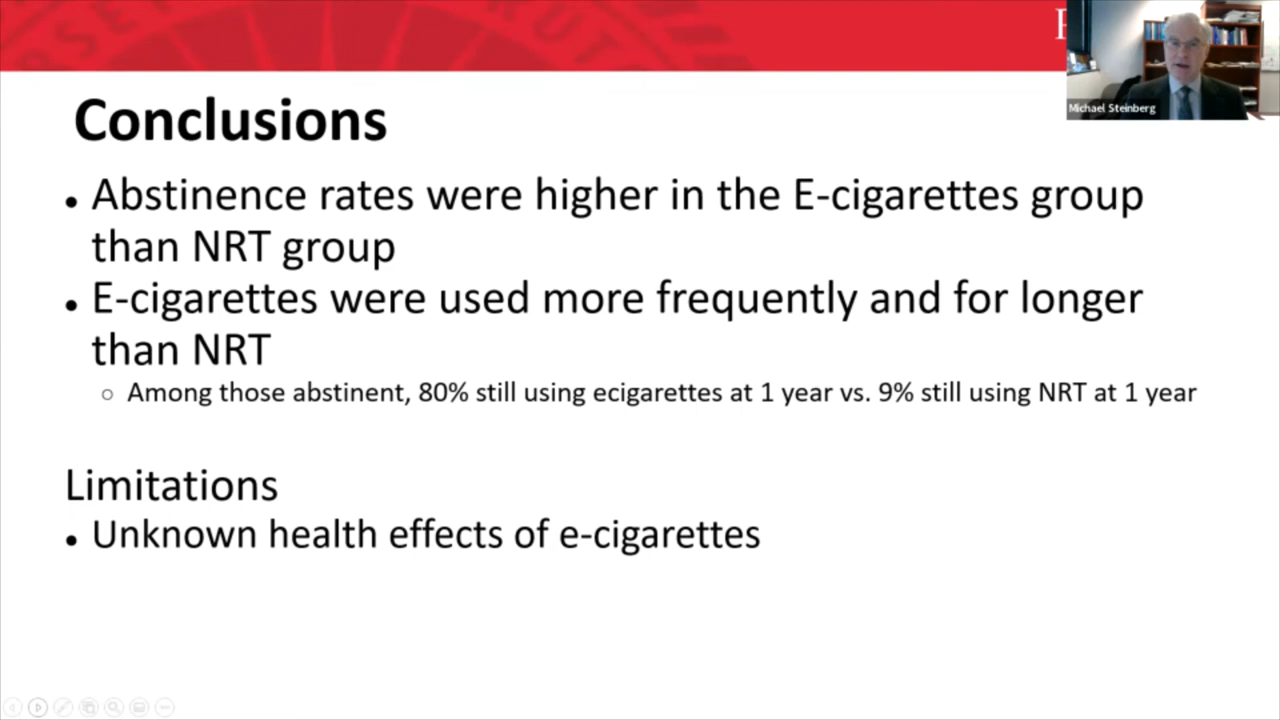 Michael Steinberg
Conclusions
• Abstinence rates were higher in the E-cigarettes group
than NRT group
• E-cigarettes were used more frequently and for longer
than NRT
○ Among those abstinent, 80% still using ecigarettes at 1 year vs. 9% still using NRT at 1 year
Limitations
• Unknown health effects of e-cigarettes